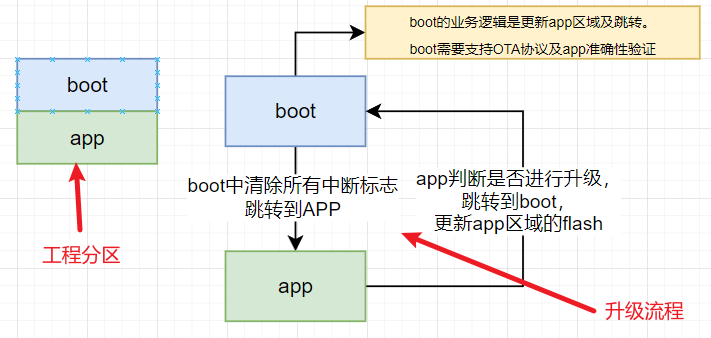 boot的业务逻辑是更新app区域及跳转。
boot需要支持OTA协议及app准确性验证
boot
app
工程分区
boot
boot中清除所有中断标志
跳转到APP
app判断是否进行升级，
跳转到boot，
更新app区域的flash
app
升级流程